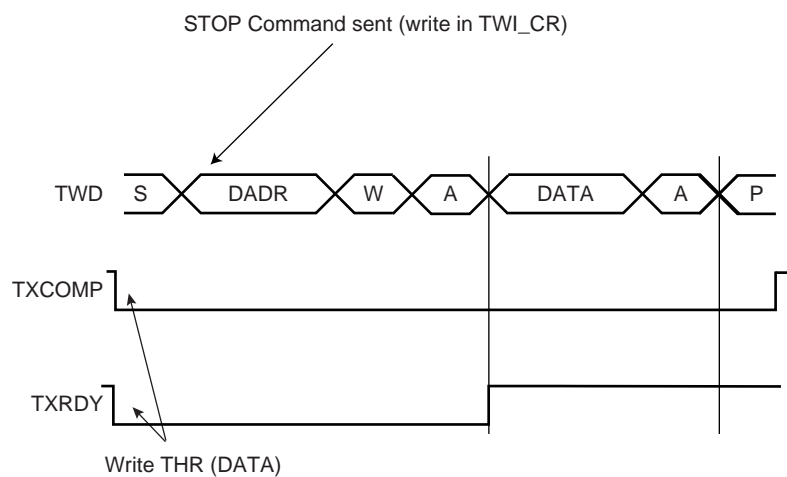 STOP Command sent (write in TWI_CR)
TWD S DADR W A DATA A P
TXCOMP
TXRDY
Write THR (DATA)